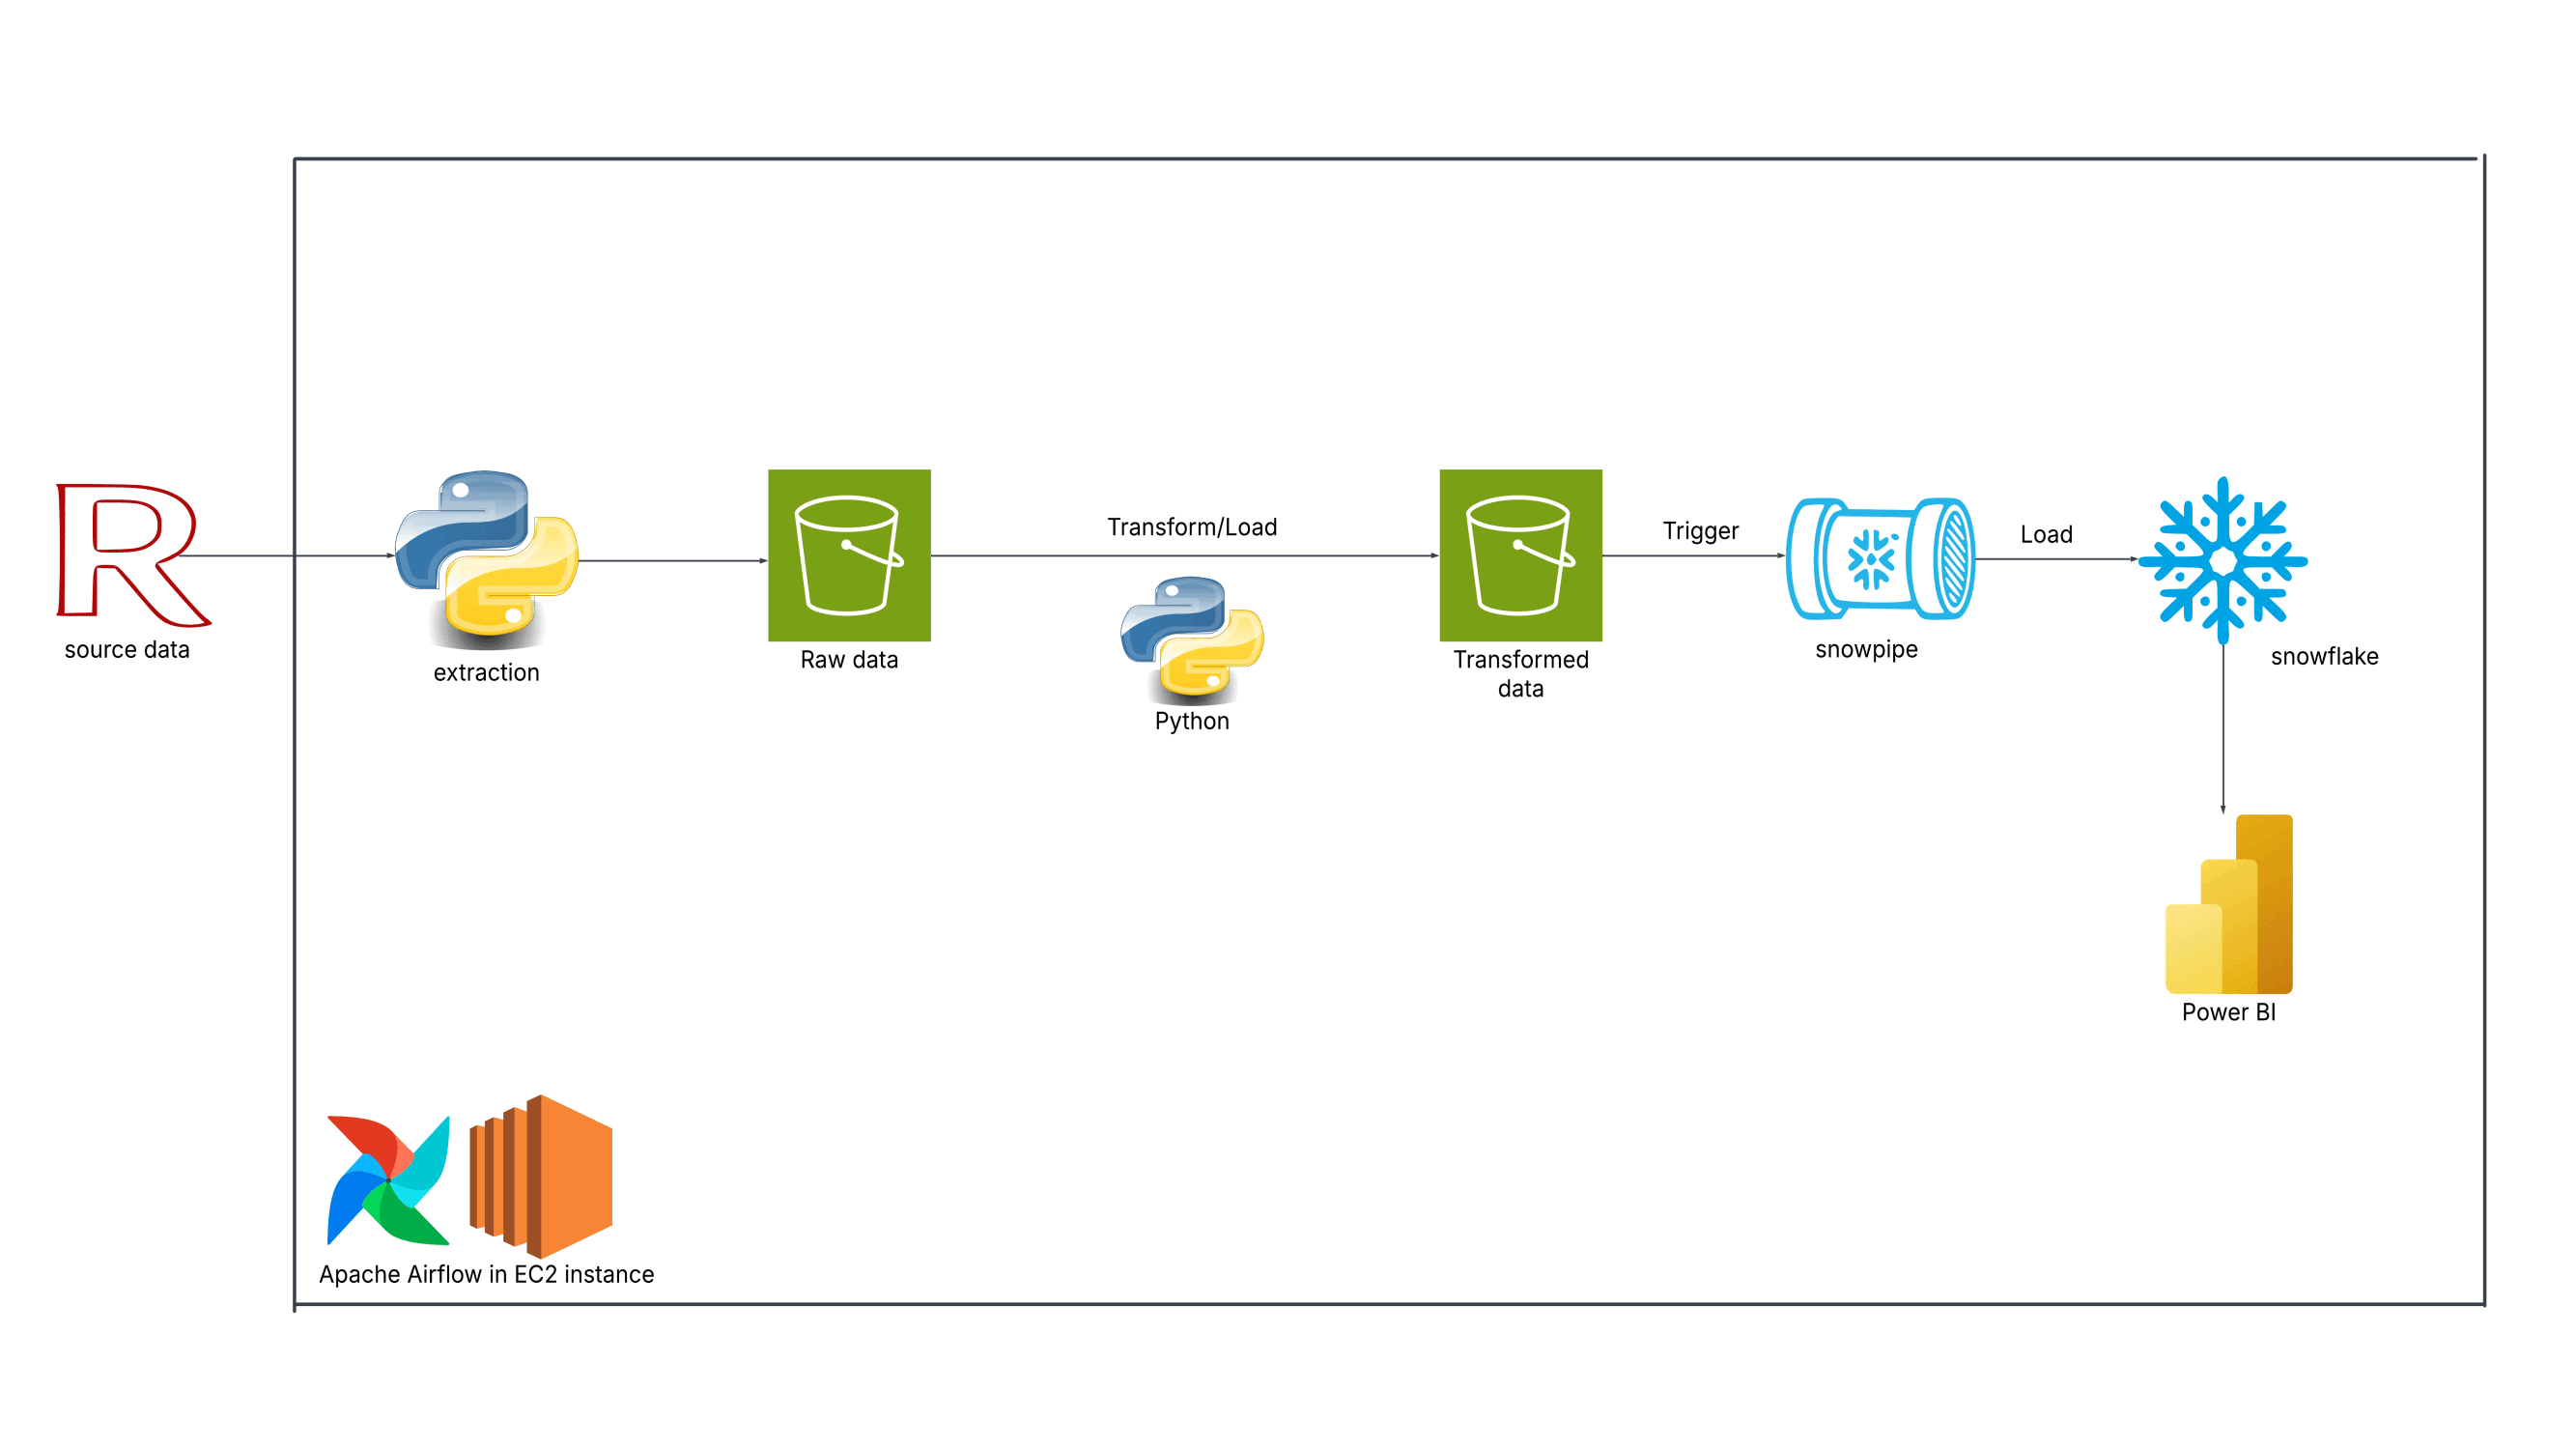 R
source data
extraction
Raw data
Transform/Load
Python
Transformed
data
Trigger
snowpipe
Load
snowflake
Power BI
Apache Airflow in EC2 instance